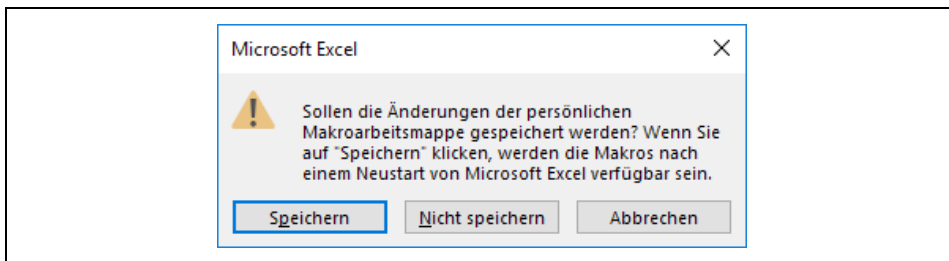 Microsoft Excel
Sollen die Änderungen der persönlichen
Makroarbeitsmappe gespeichert werden? Wenn Sie
auf "Speichern" klicken, werden die Makros nach
einem Neustart von Microsoft Excel verfügbar sein.
Speichern Nicht speichern Abbrechen